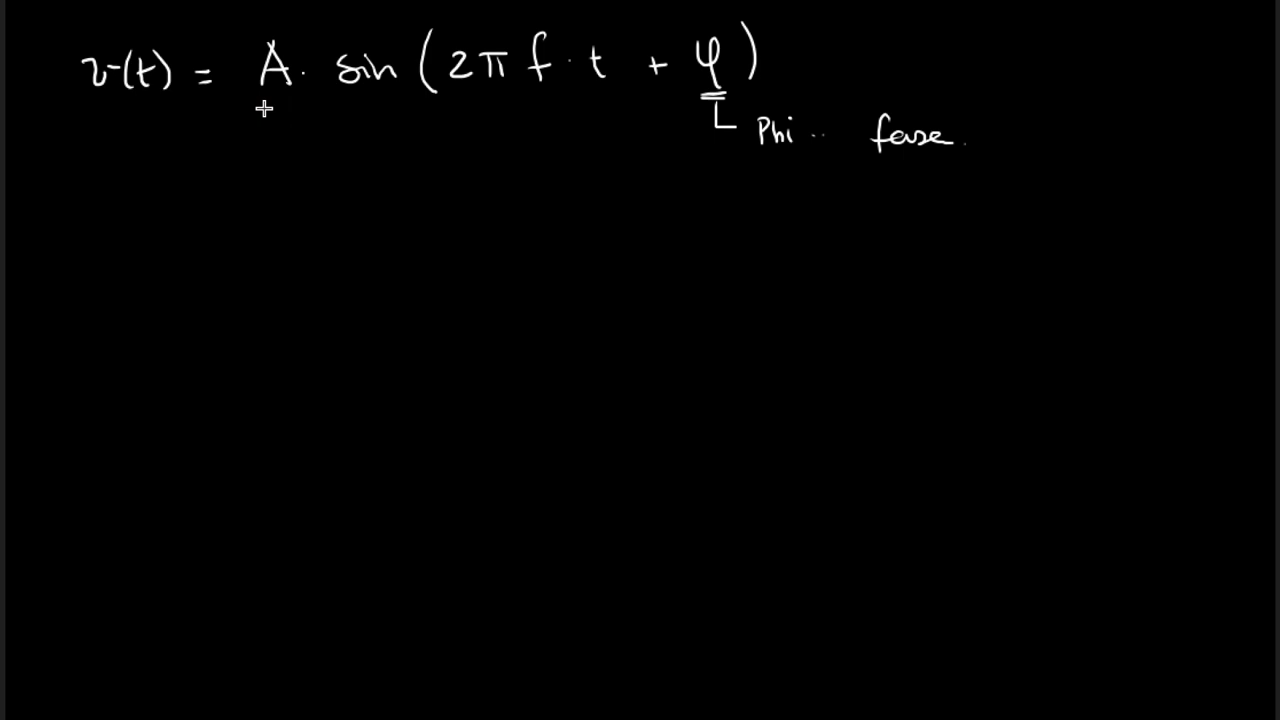 v(t) = A · sin(2π f · t + φ)
Phi .. fase.